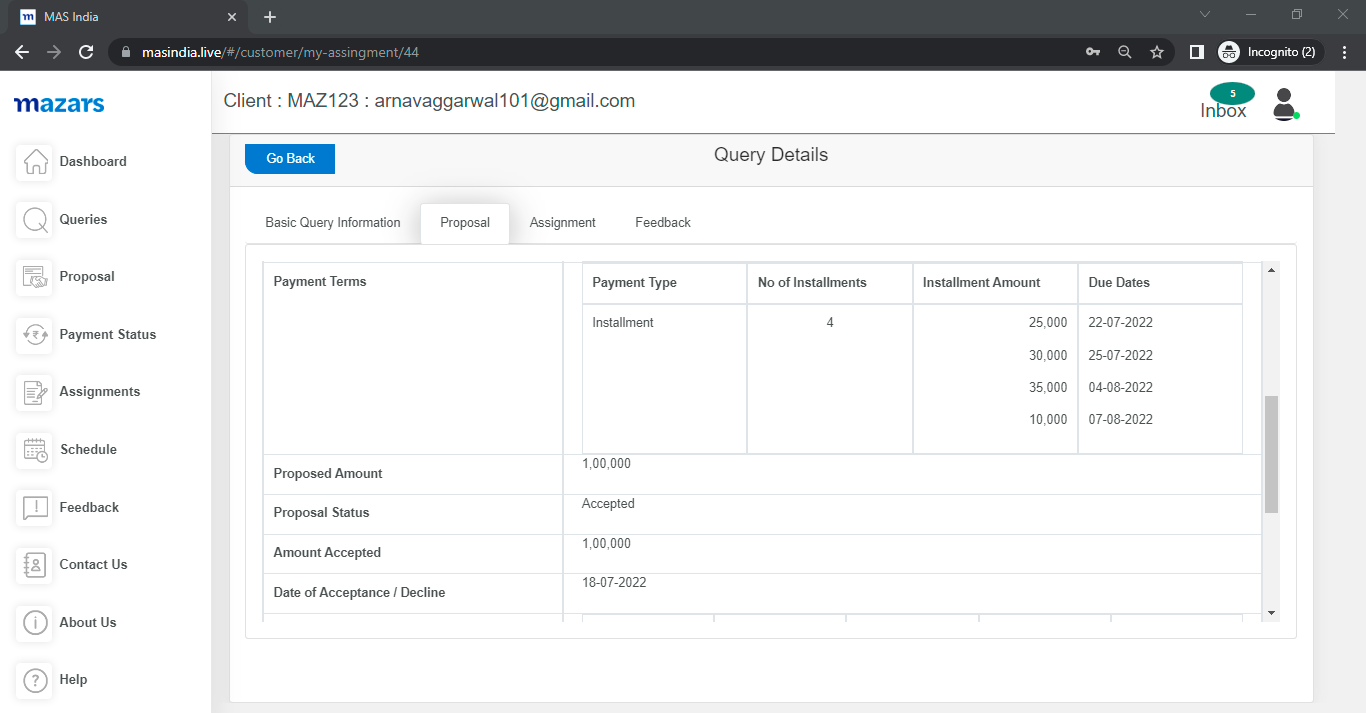 m MAS India
masindia.live/#/customer/my-assingment/44
Incognito (2)
mazars
Client : MAZ123 : arnavaggarwal101@gmail.com
5
Inbox
Dashboard
Queries
Proposal
Payment Status
Assignments
Schedule
Feedback
Contact Us
About Us
Help
Go Back
Query Details
Basic Query Information Proposal Assignment Feedback
Payment Terms
Payment Type No of Installments Installment Amount Due Dates
Installment 4 25,000 22-07-2022
30,000 25-07-2022
35,000 04-08-2022
10,000 07-08-2022
Proposed Amount 1,00,000
Proposal Status Accepted
Amount Accepted 1,00,000
Date of Acceptance / Decline 18-07-2022